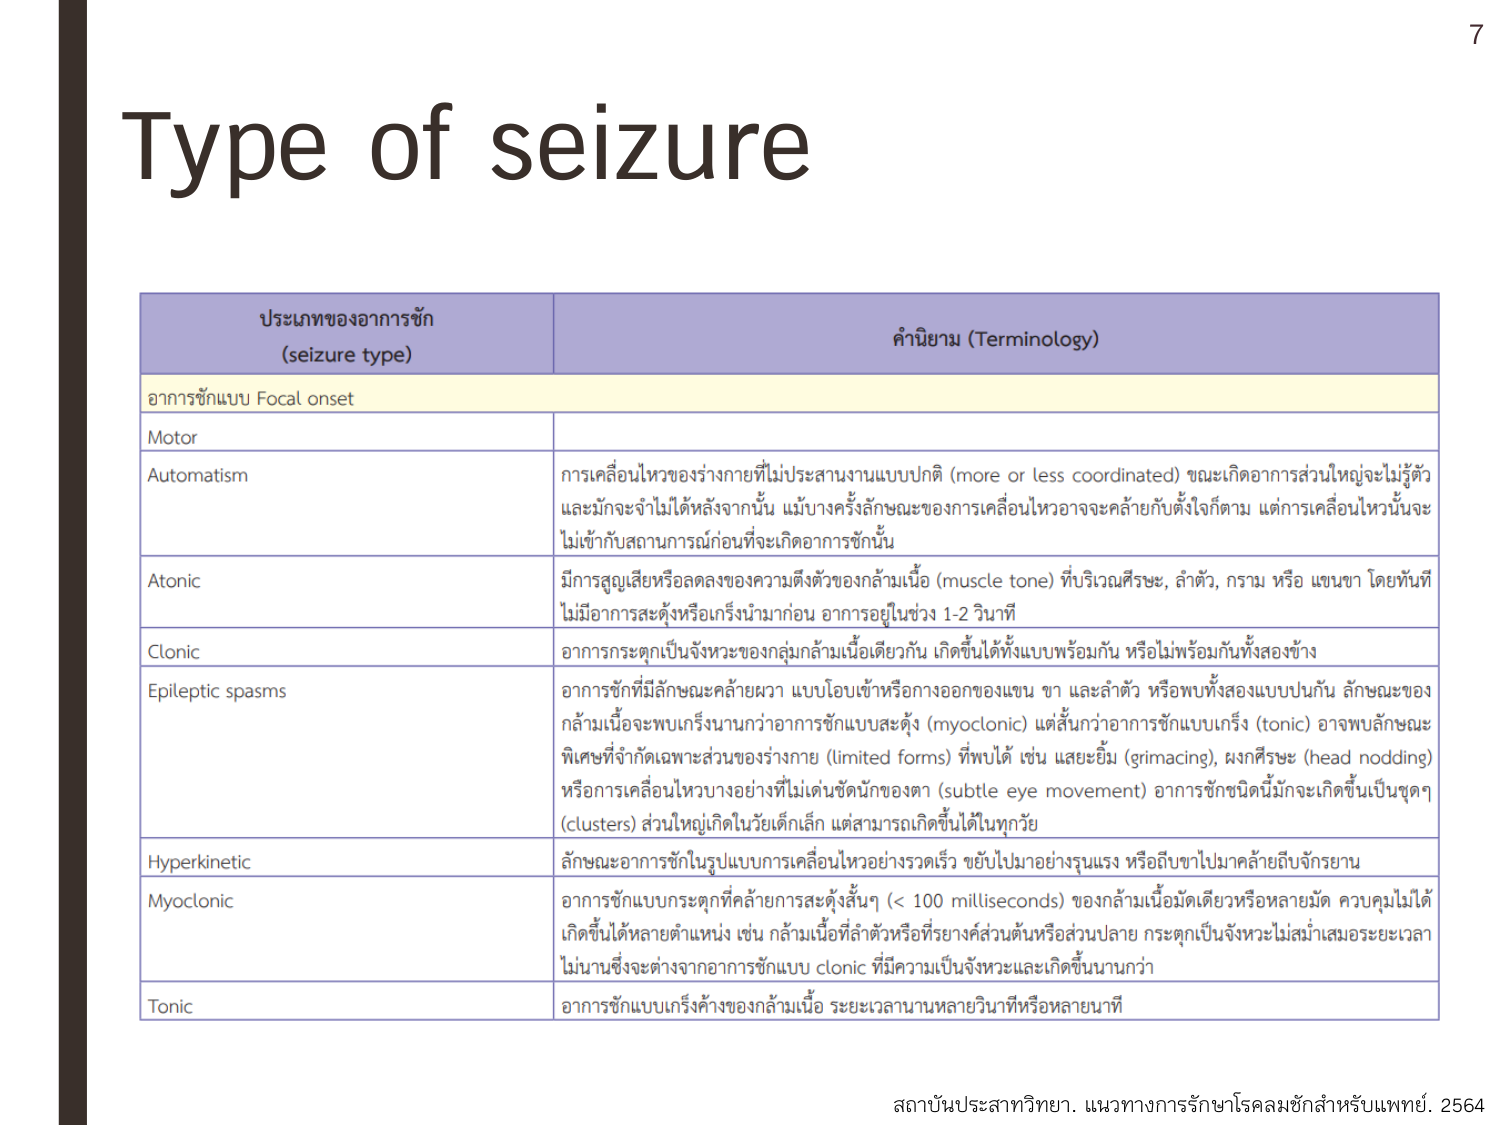 7
Type of seizure
ประเภทของอาการชัก
(seizure type)
คำนิยาม (Terminology)
อาการชักแบบ Focal onset
Motor
Automatism
การเคลื่อนไหวของร่างกายที่ไม่ประสานงานแบบปกติ (more or less coordinated) ขณะเกิดอาการส่วนใหญ่จะไม่รู้ตัว
และมักจะจำไม่ได้หลังจากนั้น แม้บางครั้งลักษณะของการเคลื่อนไหวอาจจะคล้ายกับตั้งใจก็ตาม แต่การเคลื่อนไหวนั้นจะ
ไม่เข้ากับสถานการณ์ก่อนที่จะเกิดอาการชักนั้น
Atonic
มีการสูญเสียหรือลดลงของความตึงตัวของกล้ามเนื้อ (muscle tone) ที่บริเวณศีรษะ, ลำตัว, กราม หรือ แขนขา โดยทันที
ไม่มีอาการสะดุ้งหรือเกร็งนำมาก่อน อาการอยู่ในช่วง 1-2 วินาที
Clonic
อาการกระตุกเป็นจังหวะของกลุ่มกล้ามเนื้อเดียวกัน เกิดขึ้นได้ทั้งแบบพร้อมกัน หรือไม่พร้อมกันทั้งสองข้าง
Epileptic spasms
อาการชักที่มีลักษณะคล้ายผวา แบบโอบเข้าหรือกางออกของแขน ขา และลำตัว หรือพบทั้งสองแบบปนกัน ลักษณะของ
กล้ามเนื้อจะพบเกร็งนานกว่าอาการชักแบบสะดุ้ง (myoclonic) แต่สั้นกว่าอาการชักแบบเกร็ง (tonic) อาจพบลักษณะ
พิเศษที่จำกัดเฉพาะส่วนของร่างกาย (limited forms) ที่พบได้ เช่น แสยะยิ้ม (grimacing), ผงกศีรษะ (head nodding)
หรือการเคลื่อนไหวบางอย่างที่ไม่เด่นชัดนักของตา (subtle eye movement) อาการชักชนิดนี้มักจะเกิดขึ้นเป็นชุดๆ
(clusters) ส่วนใหญ่เกิดในวัยเด็กเล็ก แต่สามารถเกิดขึ้นได้ในทุกวัย
Hyperkinetic
ลักษณะอาการชักในรูปแบบการเคลื่อนไหวอย่างรวดเร็ว ขยับไปมาอย่างรุนแรง หรือถีบขาไปมาคล้ายถีบจักรยาน
Myoclonic
อาการชักแบบกระตุกที่คล้ายการสะดุ้งสั้นๆ (< 100 milliseconds) ของกล้ามเนื้อมัดเดียวหรือหลายมัด ควบคุมไม่ได้
เกิดขึ้นได้หลายตำแหน่ง เช่น กล้ามเนื้อที่ลำตัวหรือที่รยางค์ส่วนต้นหรือส่วนปลาย กระตุกเป็นจังหวะไม่สม่ำเสมอระยะเวลา
ไม่นานซึ่งจะต่างจากอาการชักแบบ clonic ที่มีความเป็นจังหวะและเกิดขึ้นนานกว่า
Tonic
อาการชักแบบเกร็งค้างของกล้ามเนื้อ ระยะเวลานานหลายวินาทีหรือหลายนาที
สถาบันประสาทวิทยา. แนวทางการรักษาโรคลมชักสำหรับแพทย์. 2564